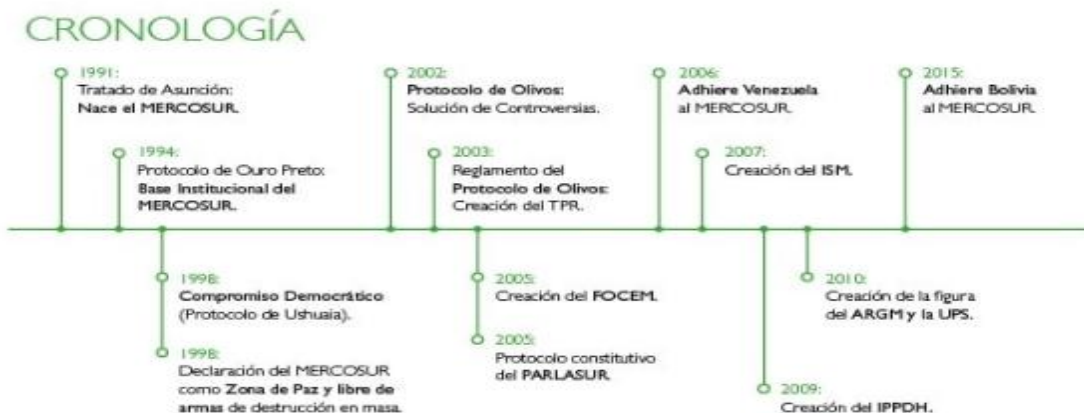 CRONOLOGÍA
1991:
Tratado de Asunción:
Nace el MERCOSUR.
1994:
Protocolo de Ouro Preto:
Base Institucional del
MERCOSUR.
1998:
Compromiso Democrático
(Protocolo de Ushuaia).
1998:
Declaración del MERCOSUR
como Zona de Paz y libre de
armas de destrucción en masa.
2002:
Protocolo de Olivos:
Solución de Controversias.
2003:
Reglamento del
Protocolo de Olivos:
Creación del TPR.
2005:
Creación del FOCEM.
2005:
Protocolo constitutivo
del PARLASUR.
2006:
Adhiere Venezuela
al MERCOSUR.
2007:
Creación del ISM.
2009:
Creación del IPPDH.
2010:
Creación de la figura
del ARGM y la UPS.
2015:
Adhiere Bolivia
al MERCOSUR.